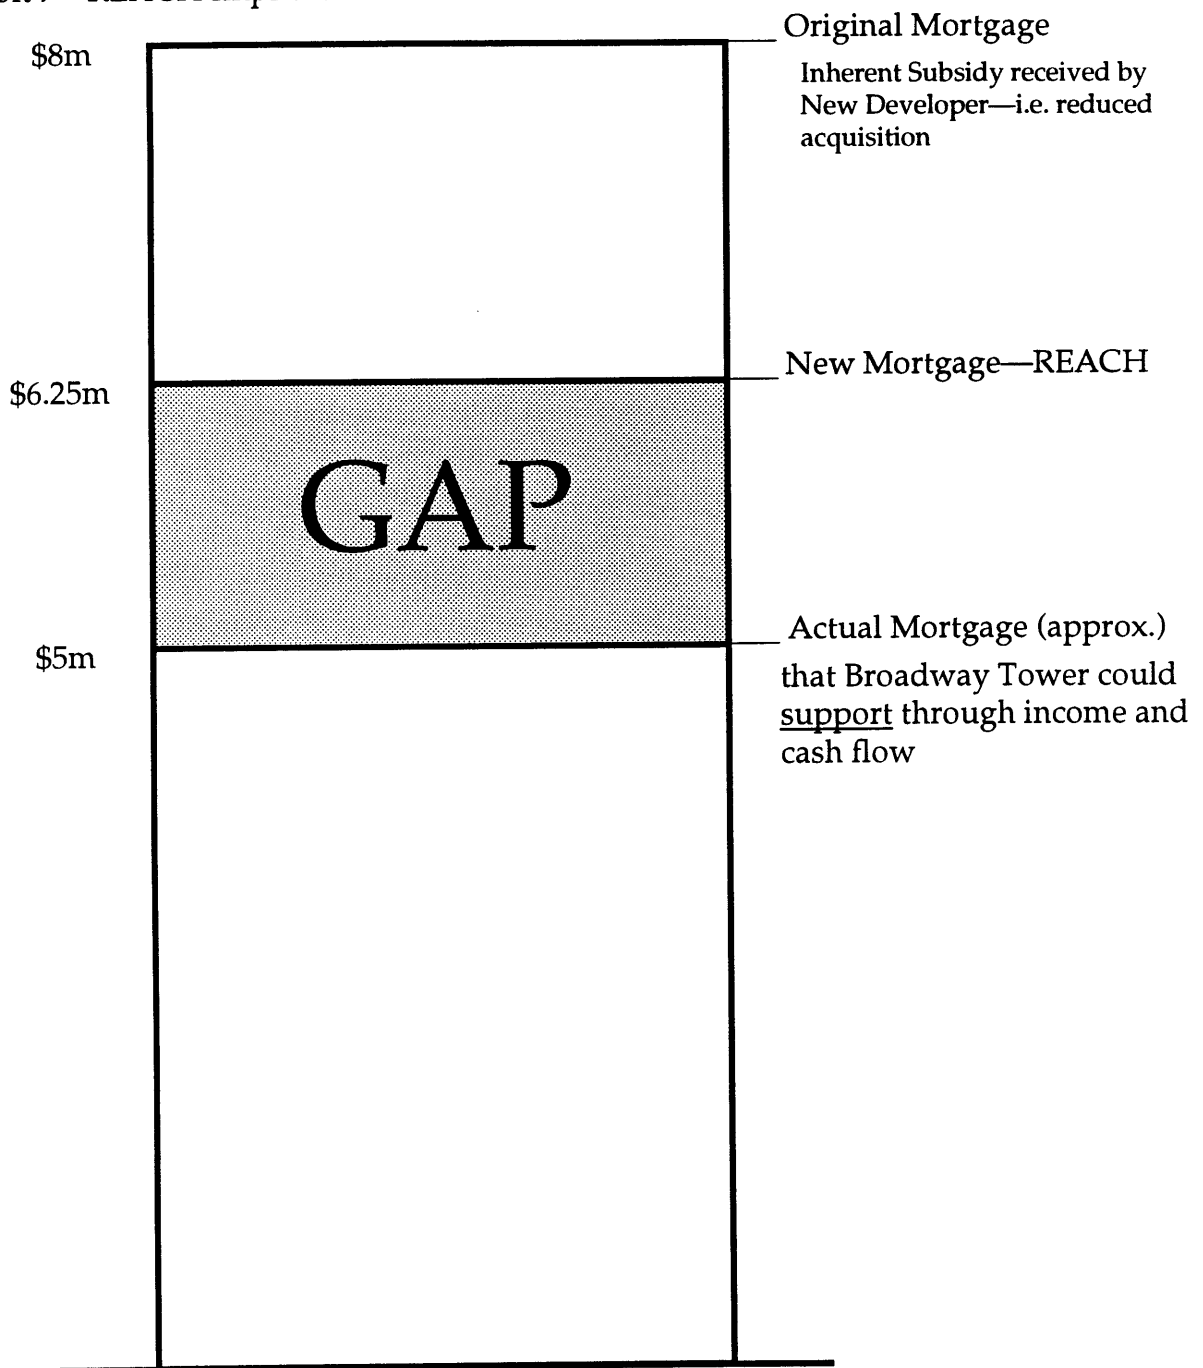 $8m
Original Mortgage
Inherent Subsidy received by
New Developer—i.e. reduced
acquisition
$6.25m
New Mortgage—REACH
GAP
$5m
Actual Mortgage (approx.)
that Broadway Tower could
support through income and
cash flow